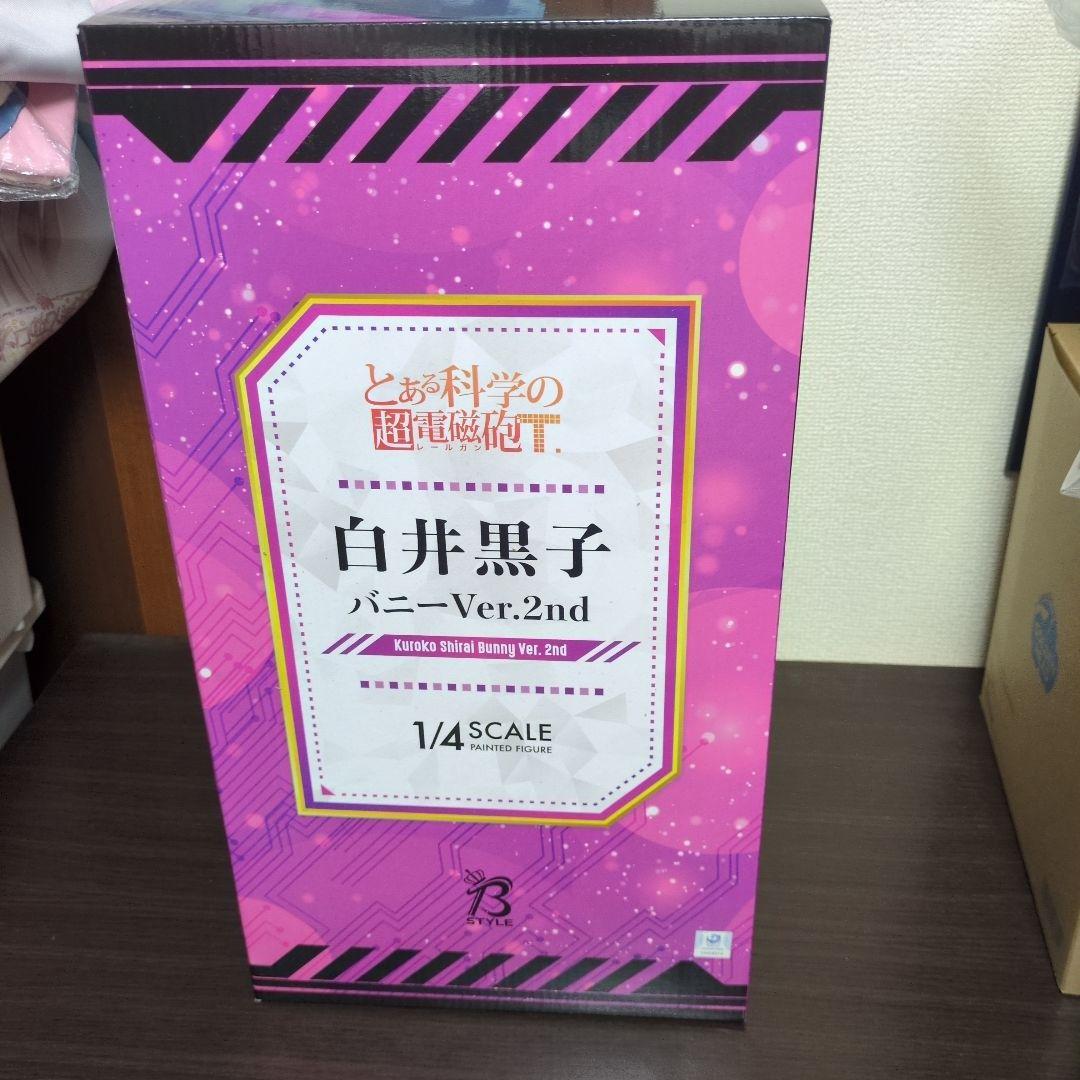 とある科学の
超電磁砲T.
レールガン
白井黒子
バニーVer.2nd
Kuroko Shirai Bunny Ver. 2nd
1/4 SCALE
PAINTED FIGURE
B
STYLE